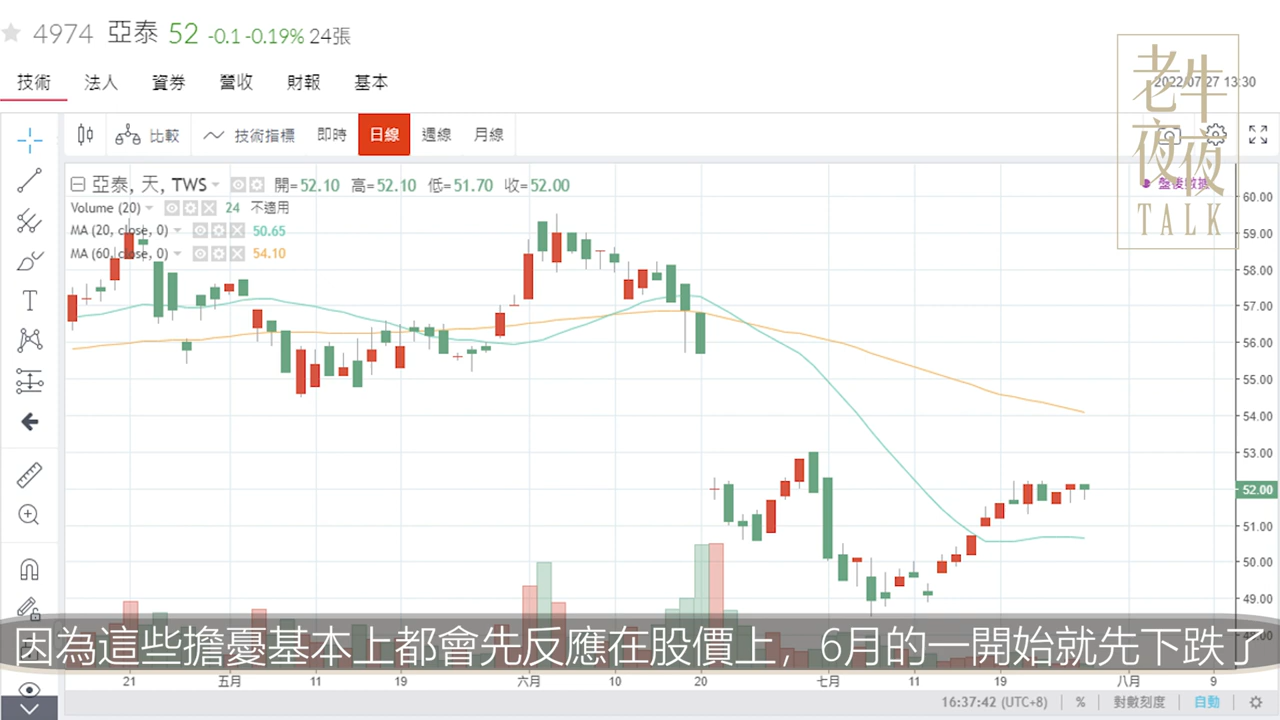 4974 亞泰 52 -0.1 -0.19% 24張
2022/07/27 13:30
技術 法人 資券 營收 財報 基本
比較 技術指標 即時 日線 週線 月線
老牛
夜夜
TALK
盤後數據
亞泰, 天, TWS 開=52.10 高=52.10 低=51.70 收=52.00
Volume (20) 24 不適用
MA (20, close, 0) 50.65
MA (60, close, 0) 54.10
60.00
59.00
58.00
57.00
56.00
55.00
54.00
53.00
52.00
51.00
50.00
49.00
因為這些擔憂基本上都會先反應在股價上，6月的一開始就先下跌了
21 五月 11 19 六月 10 20 七月 11 19 八月 9
16:37:42 (UTC+8) % 對數刻度 自動